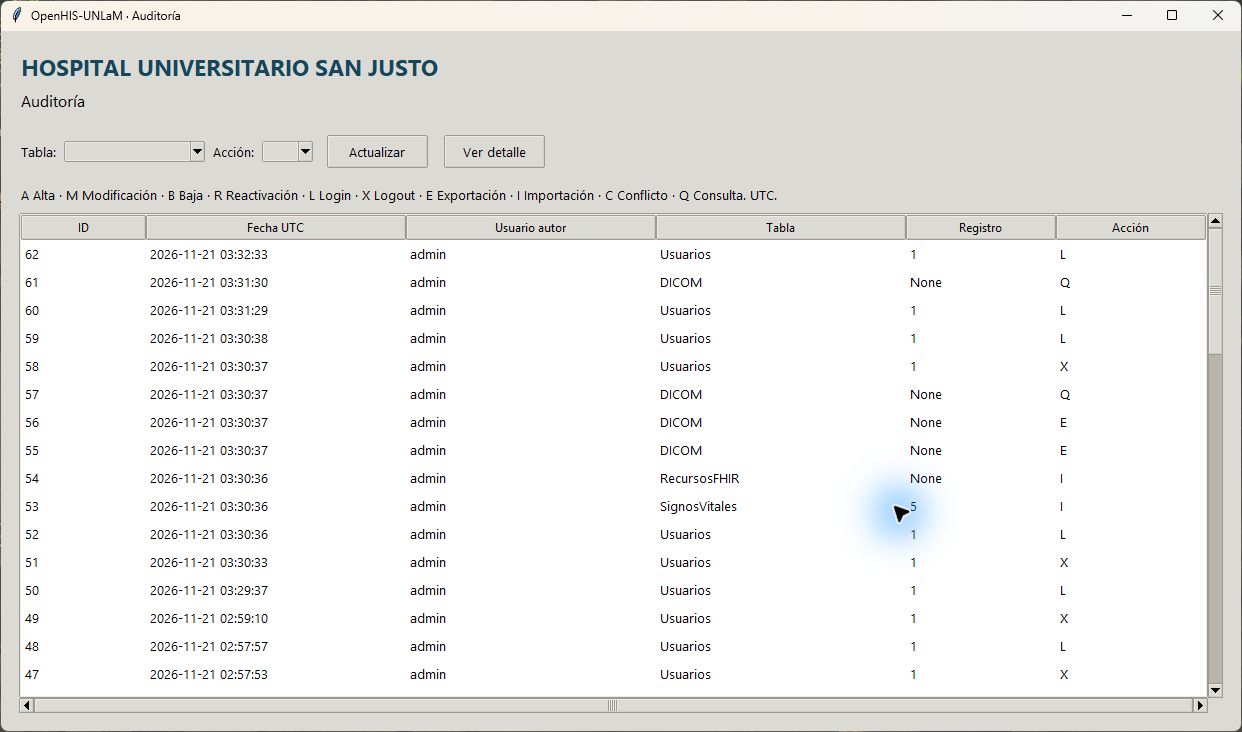 OpenHIS-UNLaM · Auditoría
HOSPITAL UNIVERSITARIO SAN JUSTO
Auditoría
Tabla: Acción: Actualizar Ver detalle
A Alta · M Modificación · B Baja · R Reactivación · L Login · X Logout · E Exportación · I Importación · C Conflicto · Q Consulta. UTC.
ID Fecha UTC Usuario autor Tabla Registro Acción
62 2026-11-21 03:32:33 admin Usuarios 1 L
61 2026-11-21 03:31:30 admin DICOM None Q
60 2026-11-21 03:31:29 admin Usuarios 1 L
59 2026-11-21 03:30:38 admin Usuarios 1 L
58 2026-11-21 03:30:37 admin Usuarios 1 X
57 2026-11-21 03:30:37 admin DICOM None Q
56 2026-11-21 03:30:37 admin DICOM None E
55 2026-11-21 03:30:37 admin DICOM None E
54 2026-11-21 03:30:36 admin RecursosFHIR None I
53 2026-11-21 03:30:36 admin SignosVitales 5 I
52 2026-11-21 03:30:36 admin Usuarios 1 L
51 2026-11-21 03:30:33 admin Usuarios 1 X
50 2026-11-21 03:29:37 admin Usuarios 1 L
49 2026-11-21 02:59:10 admin Usuarios 1 X
48 2026-11-21 02:57:57 admin Usuarios 1 L
47 2026-11-21 02:57:53 admin Usuarios 1 X